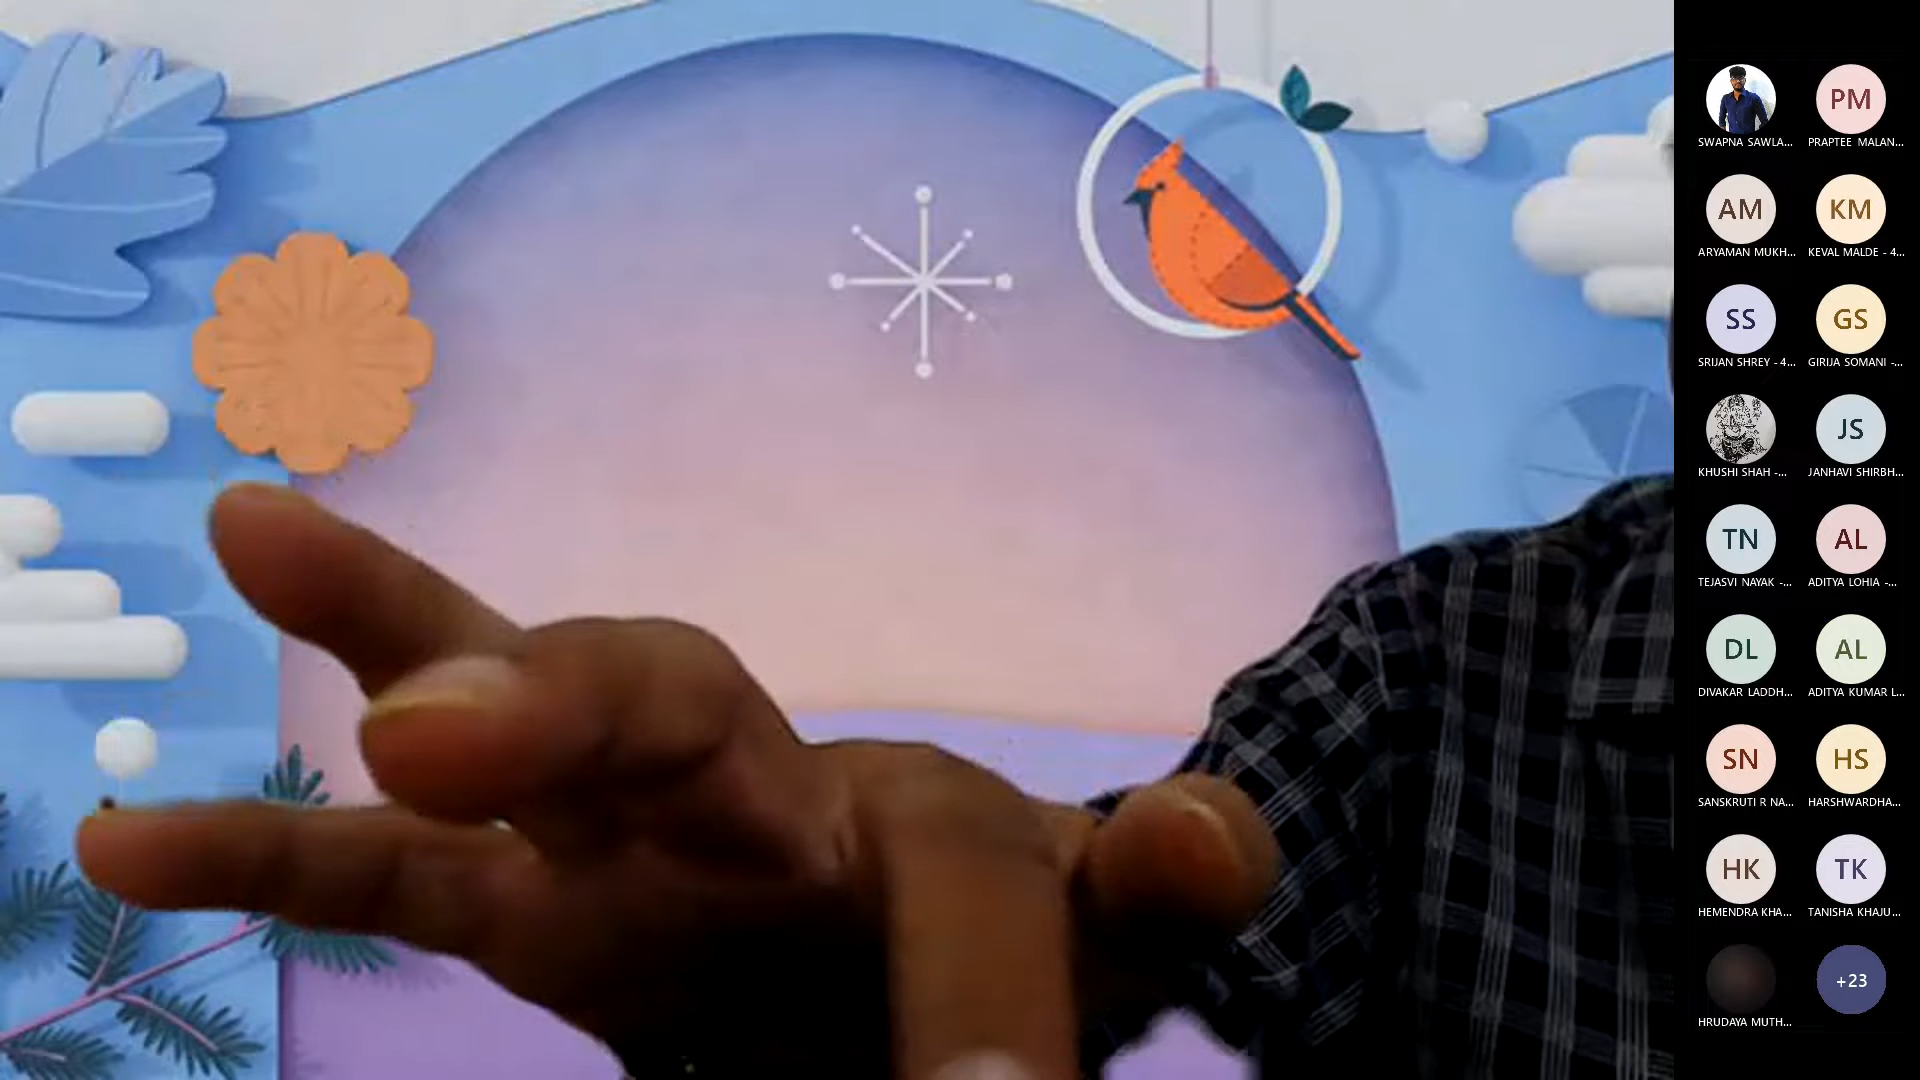 PM
SWAPNA SAWLA...
PRAPTEE MALAN...
AM
KM
ARYAMAN MUKH...
KEVAL MALDE - 4...
SS
GS
SRIJAN SHREY - 4...
GIRIJA SOMANI -...
JS
KHUSHI SHAH -...
JANHAVI SHIRBH...
TN
AL
TEJASVI NAYAK -...
ADITYA LOHIA -...
DL
AL
DIVAKAR LADDH...
ADITYA KUMAR L...
SN
HS
SANSKRUTI R NA...
HARSHWARDHA...
HK
TK
HEMENDRA KHA...
TANISHA KHAJU...
+23
HRUDAYA MUTH...